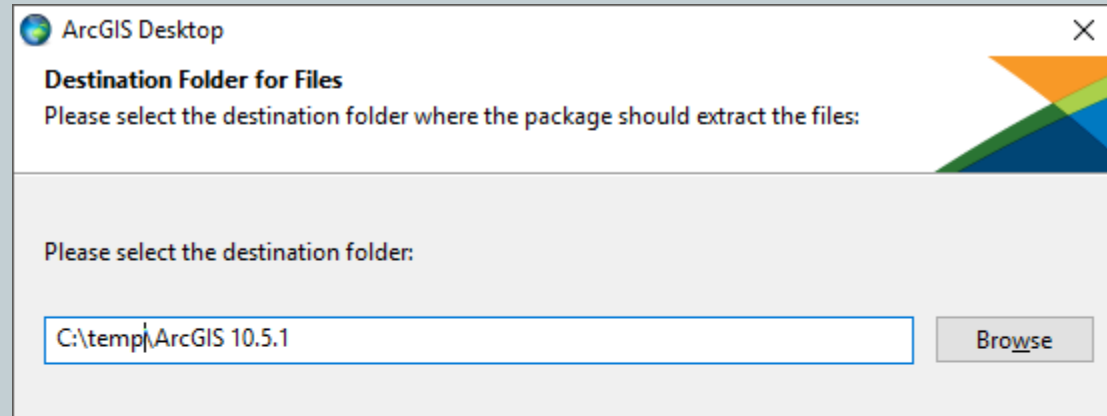 ArcGIS Desktop
Destination Folder for Files
Please select the destination folder where the package should extract the files:
Please select the destination folder:
C:\temp\ArcGIS 10.5.1
Browse